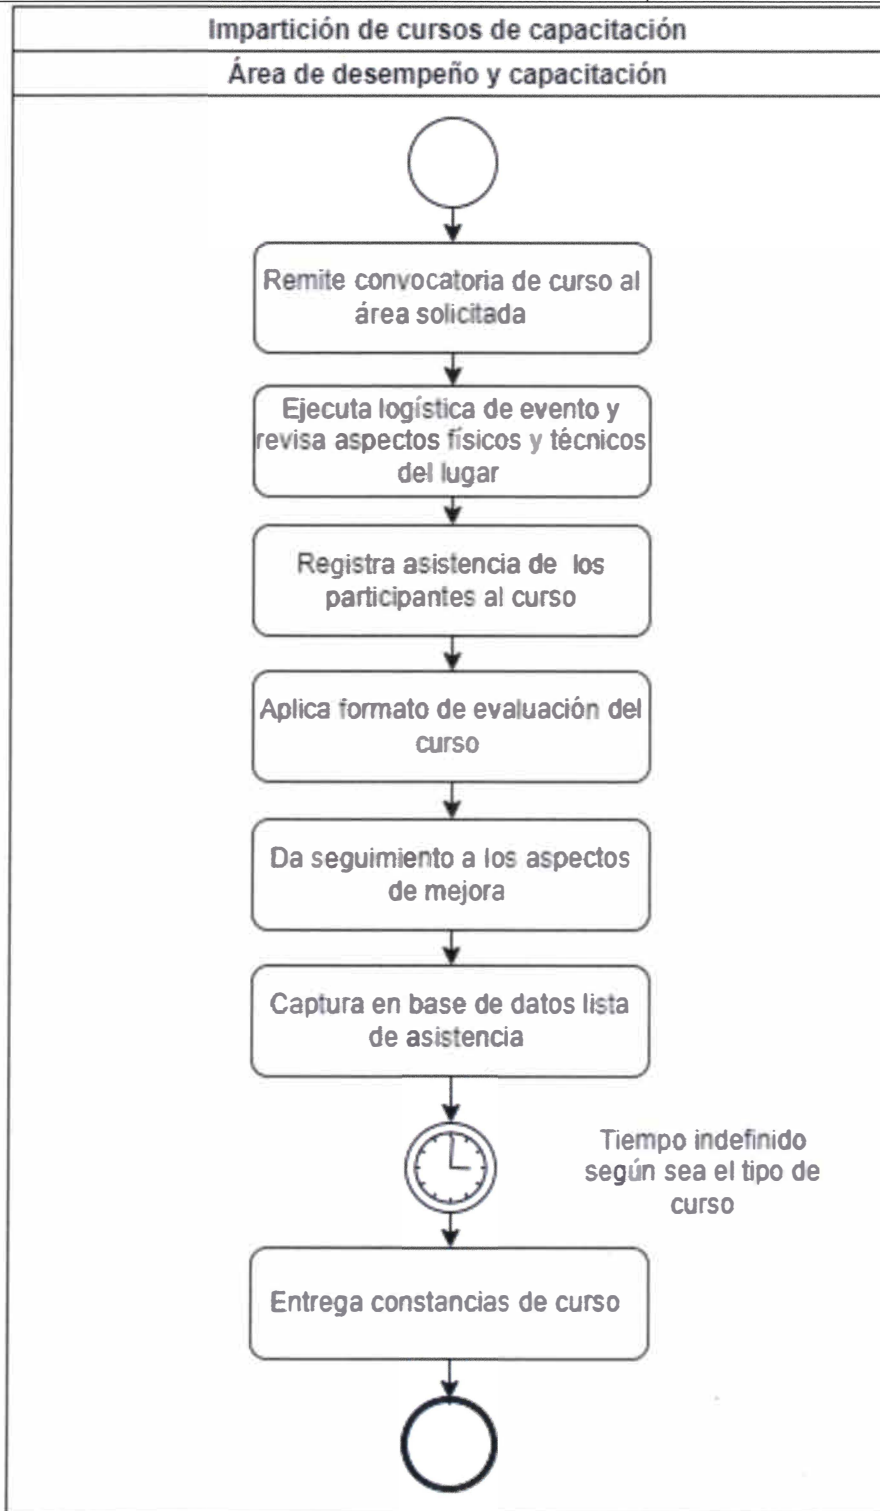 Impartición de cursos de capacitación
Área de desempeño y capacitación
Remite convocatoria de curso al
área solicitada
Ejecuta logística de evento y
revisa aspectos físicos y técnicos
del lugar
Registra asistencia de los
participantes al curso
Aplica formato de evaluación del
curso
Da seguimiento a los aspectos
de mejora
Captura en base de datos lista
de asistencia
Tiempo indefinido
según sea el tipo de
curso
Entrega constancias de curso